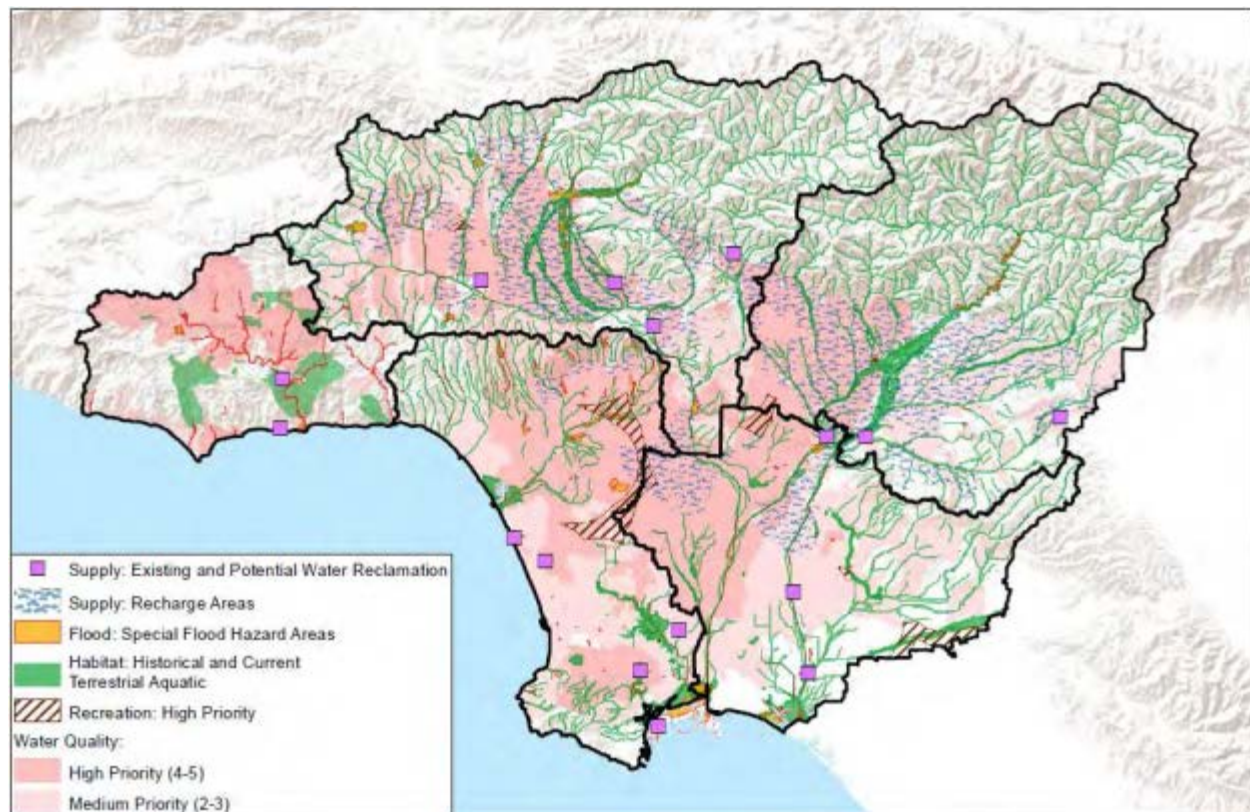 Supply: Existing and Potential Water Reclamation
Supply: Recharge Areas
Flood: Special Flood Hazard Areas
Habitat: Historical and Current
Terrestrial Aquatic
Recreation: High Priority
Water Quality:
High Priority (4-5)
Medium Priority (2-3)